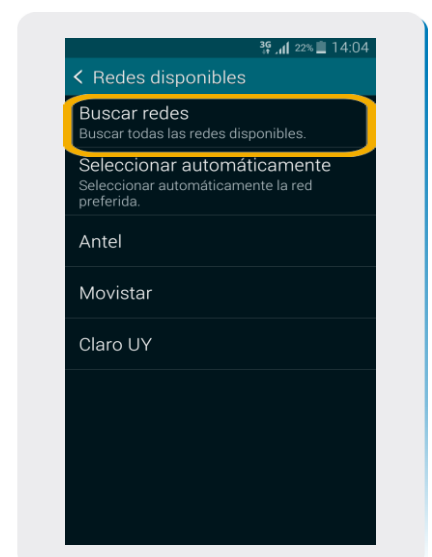 3G 22% 14:04
Redes disponibles
Buscar redes
Buscar todas las redes disponibles.
Seleccionar automáticamente
Seleccionar automáticamente la red
preferida.
Antel
Movistar
Claro UY